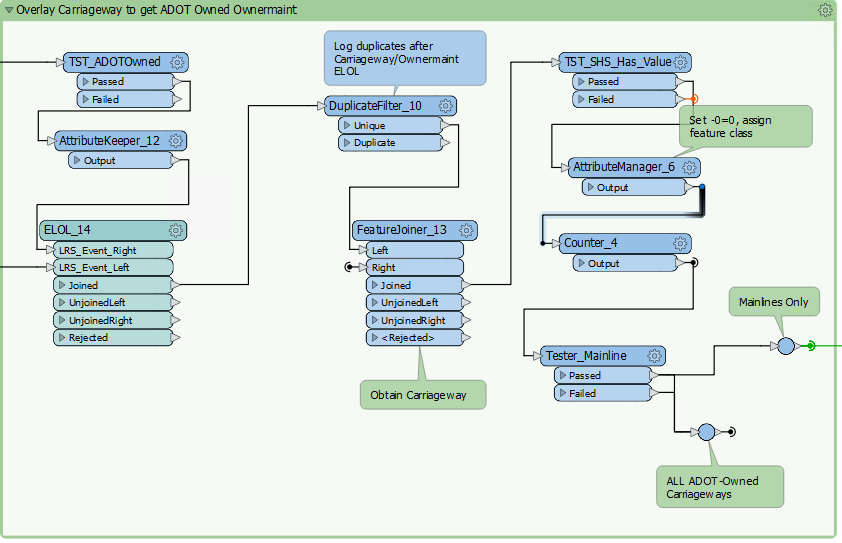 Overlay Carriageway to get ADOT Owned Ownermaint
TST_ADOTOwned
Passed
Failed
AttributeKeeper_12
Output
ELOL_14
LRS_Event_Right
LRS_Event_Left
Joined
UnjoinedLeft
UnjoinedRight
Rejected
Log duplicates after
Carriageway/Ownermaint
ELOL
DuplicateFilter_10
Unique
Duplicate
FeatureJoiner_13
Left
Right
Joined
UnjoinedLeft
UnjoinedRight
<Rejected>
Obtain Carriageway
TST_SHS_Has_Value
Passed
Failed
Set -0=0, assign
feature class
AttributeManager_6
Output
Counter_4
Output
Mainlines Only
Tester_Mainline
Passed
Failed
ALL ADOT-Owned
Carriageways